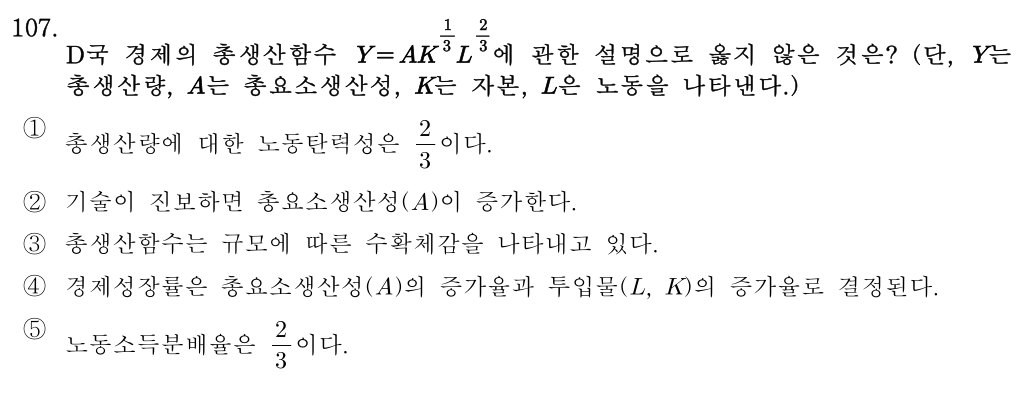 107. D국 경제의 총생산함수 Y=AK^{1/3}L^{2/3}에 관한 설명으로 옳지 않은 것은? (단, Y는
총생산량, A는 총요소생산성, K는 자본, L은 노동을 나타낸다.)
① 총생산량에 대한 노동탄력성은 2/3이다.
② 기술이 진보하면 총요소생산성(A)이 증가한다.
③ 총생산함수는 규모에 따른 수확체감을 나타내고 있다.
④ 경제성장률은 총요소생산성(A)의 증가율과 투입물(L, K)의 증가율로 결정된다.
⑤ 노동소득분배율은 2/3이다.